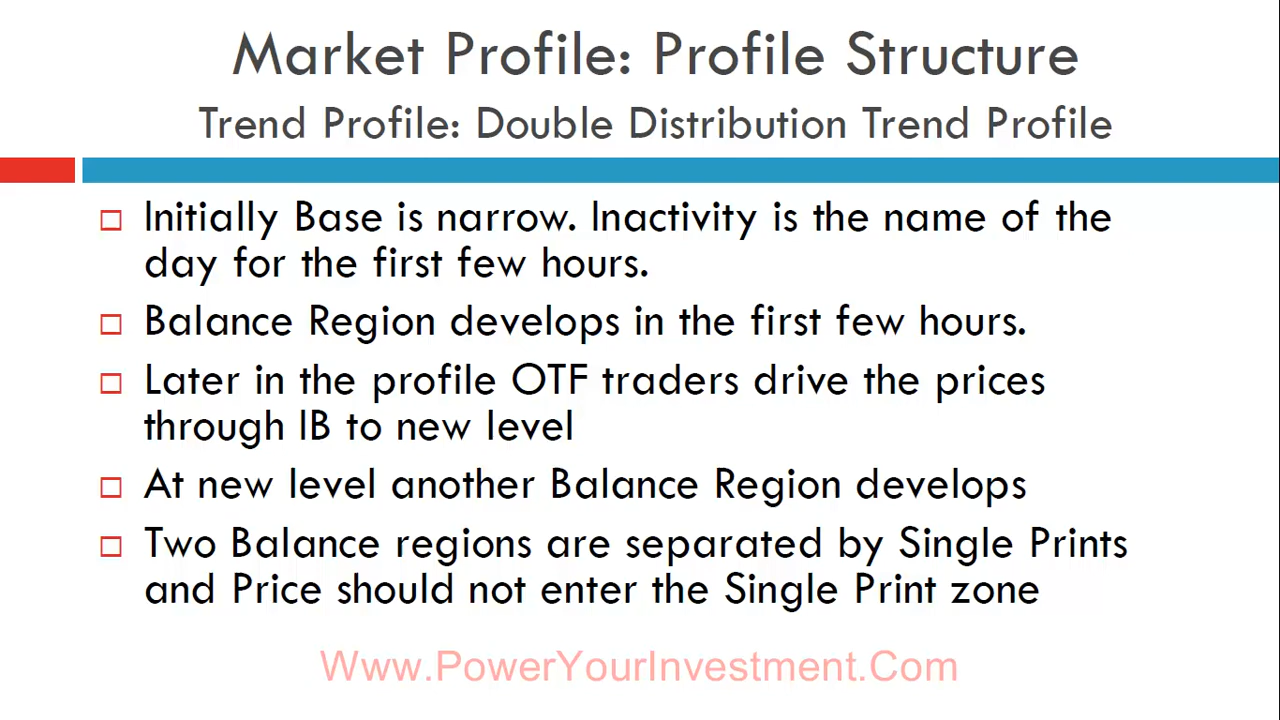 Market Profile: Profile Structure
Trend Profile: Double Distribution Trend Profile
Initially Base is narrow. Inactivity is the name of the
day for the first few hours.
Balance Region develops in the first few hours.
Later in the profile OTF traders drive the prices
through IB to new level
At new level another Balance Region develops
Two Balance regions are separated by Single Prints
and Price should not enter the Single Print zone
Www.PowerYourInvestment.Com